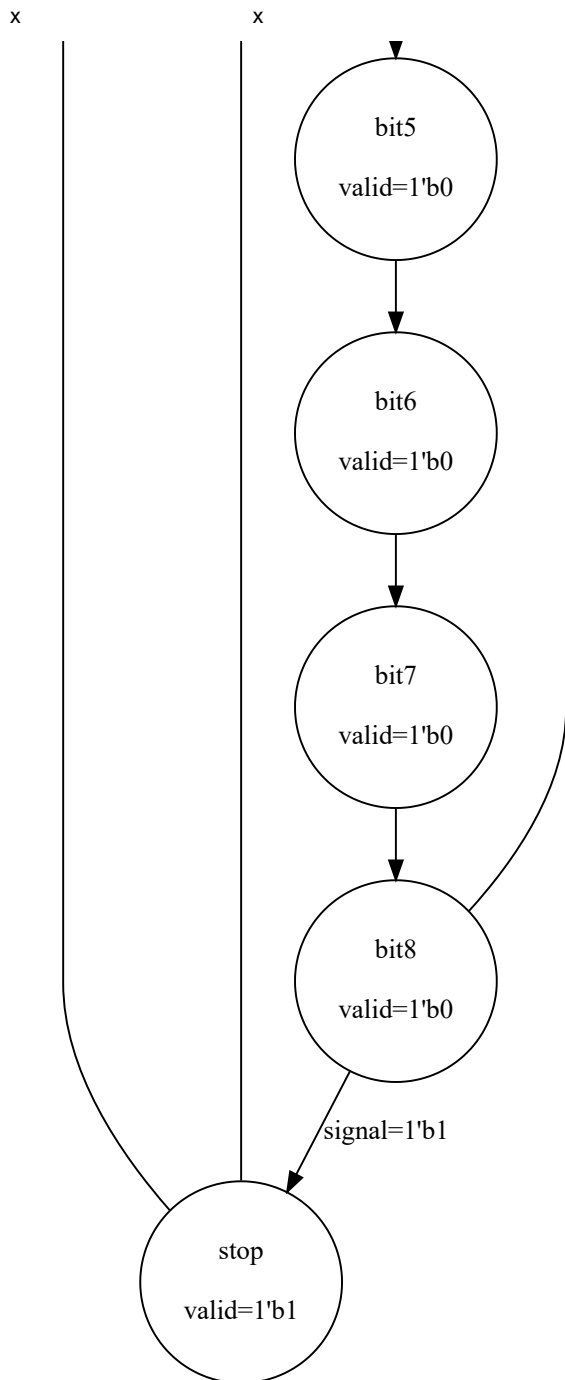 x
x
bit5
valid=1'b0
bit6
valid=1'b0
bit7
valid=1'b0
bit8
valid=1'b0
signal=1'b1
stop
valid=1'b1